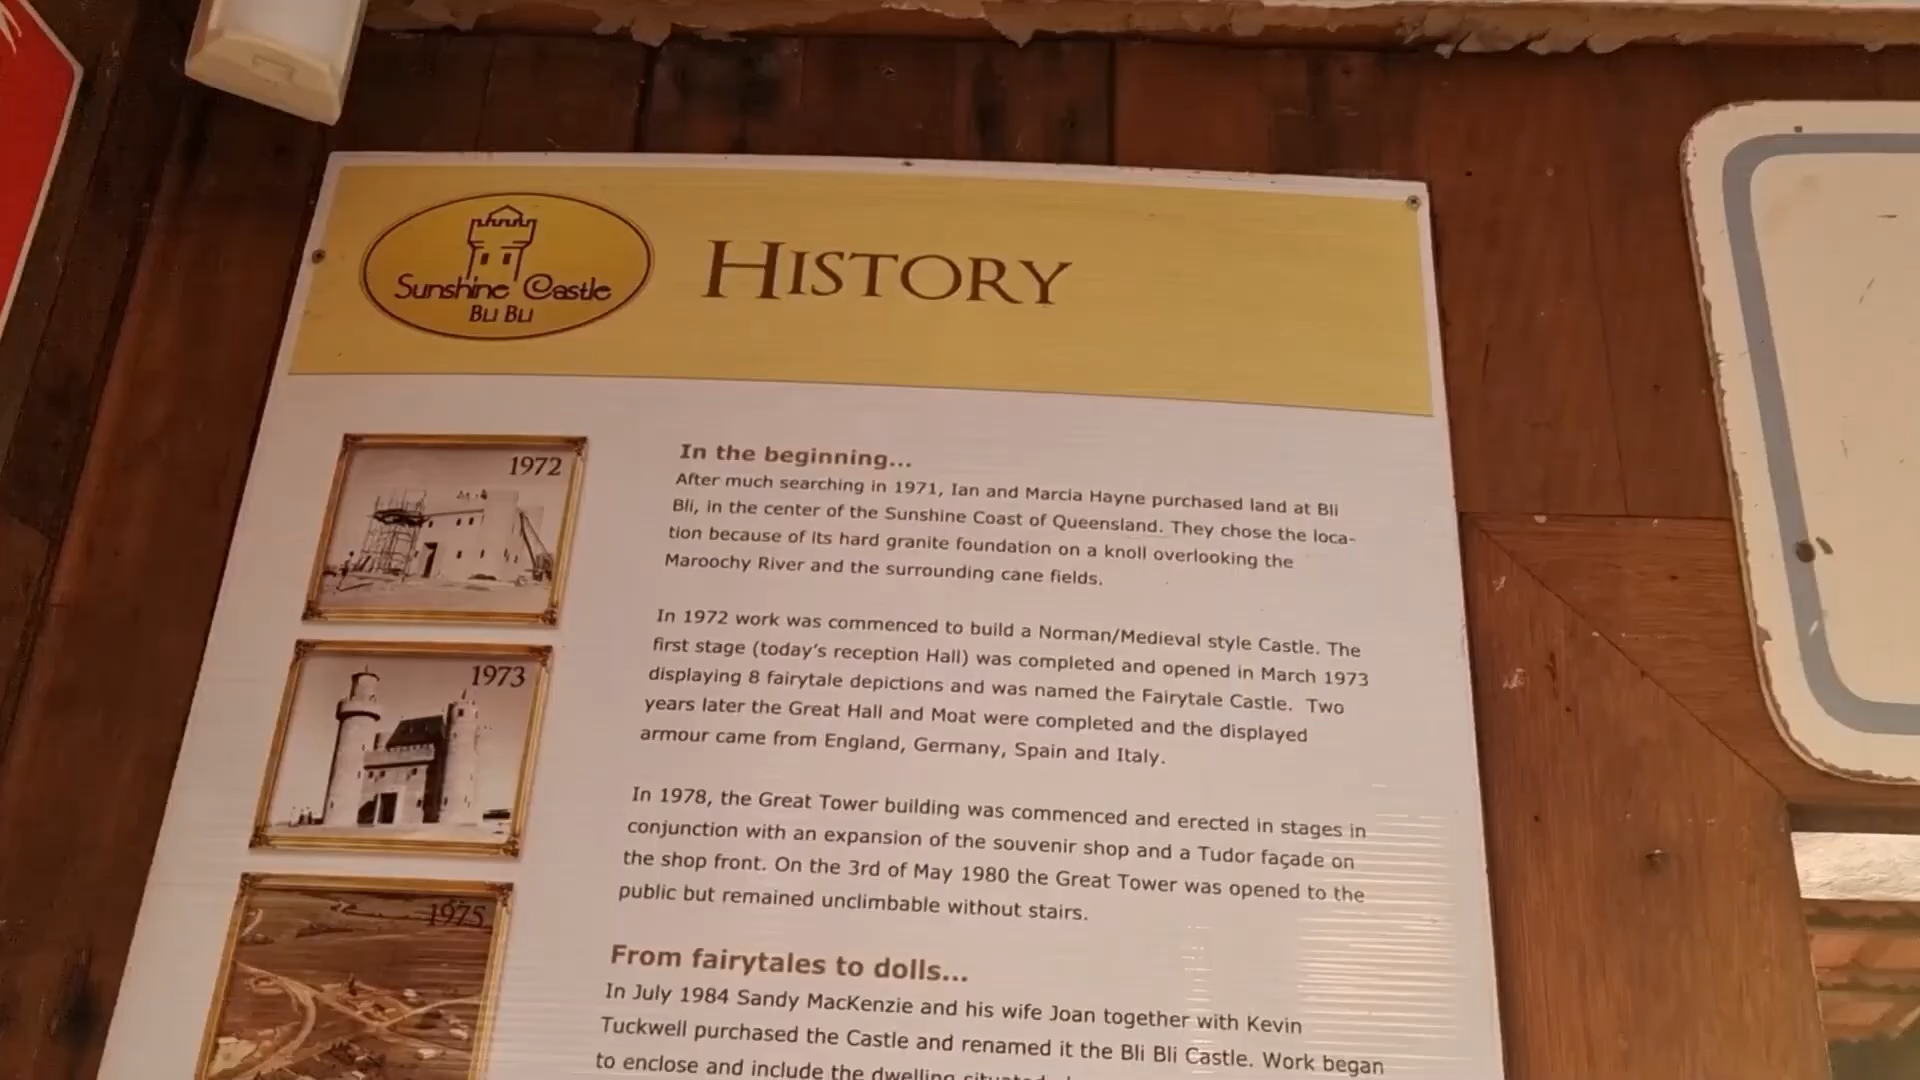 Sunshine Castle
Bli Bli
History
1972
1973
1975
In the beginning...
After much searching in 1971, Ian and Marcia Hayne purchased land at Bli
Bli, in the center of the Sunshine Coast of Queensland. They chose the loca-
tion because of its hard granite foundation on a knoll overlooking the
Maroochy River and the surrounding cane fields.
In 1972 work was commenced to build a Norman/Medieval style Castle. The
first stage (today's reception Hall) was completed and opened in March 1973
displaying 8 fairytale depictions and was named the Fairytale Castle. Two
years later the Great Hall and Moat were completed and the displayed
armour came from England, Germany, Spain and Italy.
In 1978, the Great Tower building was commenced and erected in stages in
conjunction with an expansion of the souvenir shop and a Tudor façade on
the shop front. On the 3rd of May 1980 the Great Tower was opened to the
public but remained unclimbable without stairs.
From fairytales to dolls...
In July 1984 Sandy MacKenzie and his wife Joan together with Kevin
Tuckwell purchased the Castle and renamed it the Bli Bli Castle. Work began
to enclose and include the dwelling